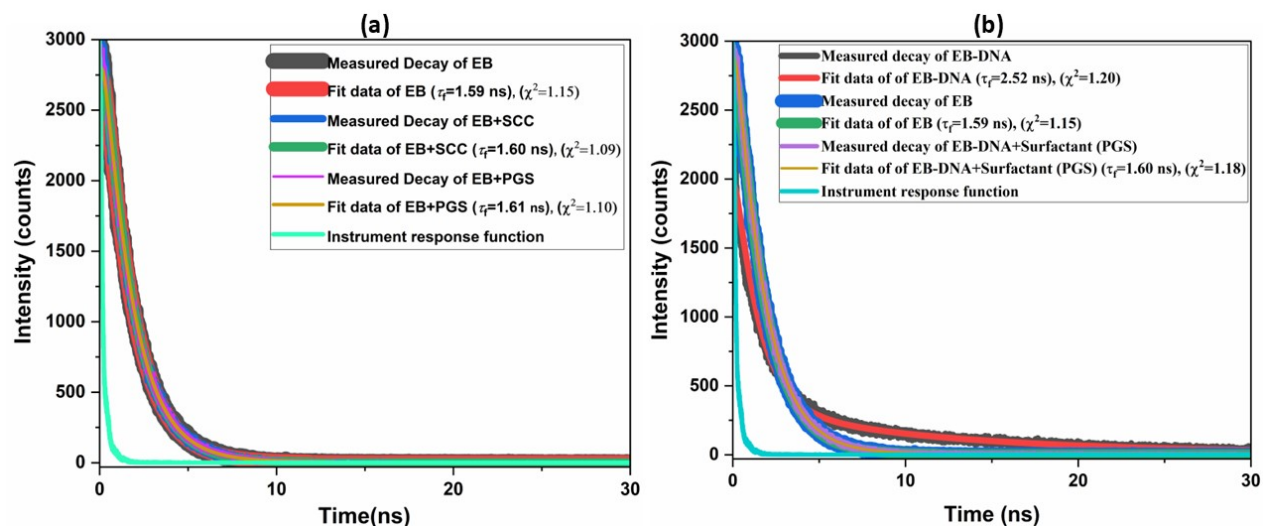 (a)
3000
2500
2000
1500
1000
500
0
Intensity (counts)
Measured Decay of EB
Fit data of EB (τf=1.59 ns), (χ²=1.15)
Measured Decay of EB+SCC
Fit data of EB+SCC (τf=1.60 ns), (χ²=1.09)
Measured Decay of EB+PGS
Fit data of EB+PGS (τf=1.61 ns), (χ²=1.10)
Instrument response function
0 10 20 30
Time(ns)
(b)
3000
2500
2000
1500
1000
500
0
Intensity (counts)
Measured decay of EB-DNA
Fit data of of EB-DNA (τf=2.52 ns), (χ²=1.20)
Measured decay of EB
Fit data of of EB (τf=1.59 ns), (χ²=1.15)
Measured decay of EB-DNA+Surfactant (PGS)
Fit data of of EB-DNA+Surfactant (PGS) (τf=1.60 ns), (χ²=1.18)
Instrument response function
0 10 20 30
Time (ns)